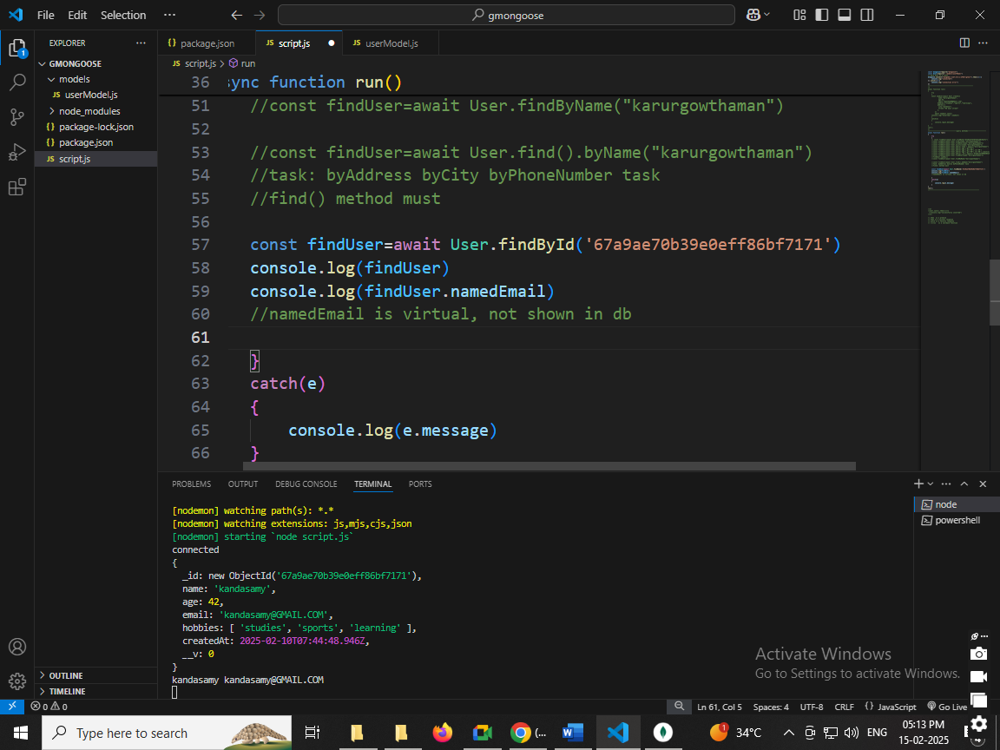 File Edit Selection ··· gmongoose
EXPLORER ···
GMONGOOSE
models
JS userModel.js
node_modules
{} package-lock.json
{} package.json
JS script.js
OUTLINE
TIMELINE
1
{} package.json JS script.js ● JS userModel.js ···
JS script.js > run
36 ync function run()
51 //const findUser=await User.findByName("karurgowthaman")
52
53 //const findUser=await User.find().byName("karurgowthaman")
54 //task: byAddress byCity byPhoneNumber task
55 //find() method must
56
57 const findUser=await User.findById('67a9ae70b39e0eff86bf7171')
58 console.log(findUser)
59 console.log(findUser.namedEmail)
60 //namedEmail is virtual, not shown in db
61
62 }
63 catch(e)
64 {
65 console.log(e.message)
66 }
PROBLEMS OUTPUT DEBUG CONSOLE TERMINAL PORTS
[nodemon] watching path(s): *.*
[nodemon] watching extensions: js,mjs,cjs,json
[nodemon] starting `node script.js`
connected
{
_id: new ObjectId('67a9ae70b39e0eff86bf7171'),
name: 'kandasamy',
age: 42,
email: 'kandasamy@GMAIL.COM',
hobbies: [ 'studies', 'sports', 'learning' ],
createdAt: 2025-02-10T07:44:48.946Z,
__v: 0
}
kandasamy kandasamy@GMAIL.COM
node
powershell
Activate Windows
Go to Settings to activate Windows.
0 0 Ln 61, Col 5 Spaces: 4 UTF-8 CRLF {} JavaScript Go Live
Type here to search (... 1 34°C ENG 05:13 PM
15-02-2025